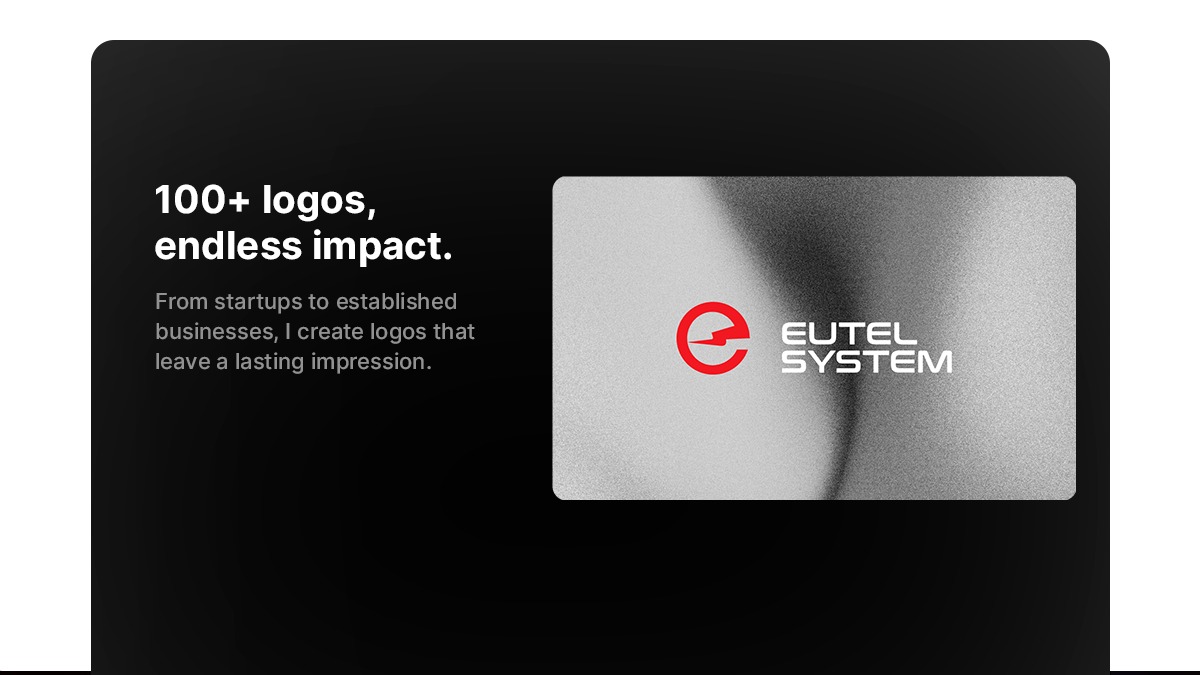 100+ logos,
endless impact.
From startups to established
businesses, I create logos that
leave a lasting impression.
EUTEL
SYSTEM